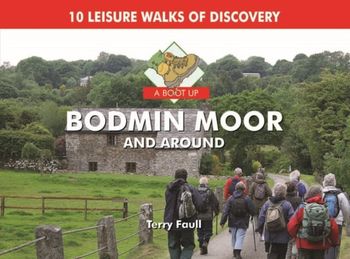 10 LEISURE WALKS OF DISCOVERY
A BOOT UP
BODMIN MOOR
AND AROUND
Terry Faull